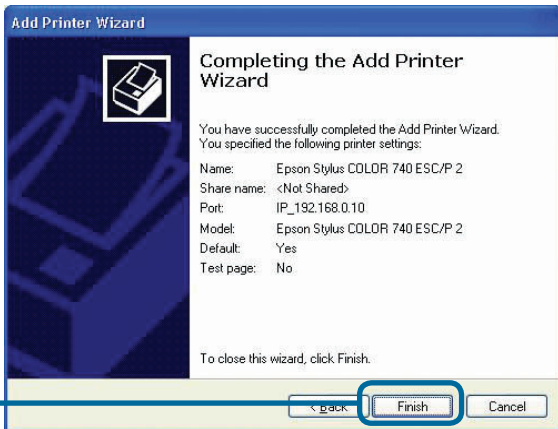 Add Printer Wizard
Completing the Add Printer
Wizard
You have successfully completed the Add Printer Wizard.
You specified the following printer settings:
Name: Epson Stylus COLOR 740 ESC/P 2
Share name: <Not Shared>
Port: IP_192.168.0.10
Model: Epson Stylus COLOR 740 ESC/P 2
Default: Yes
Test page: No
To close this wizard, click Finish.
< Back Finish Cancel